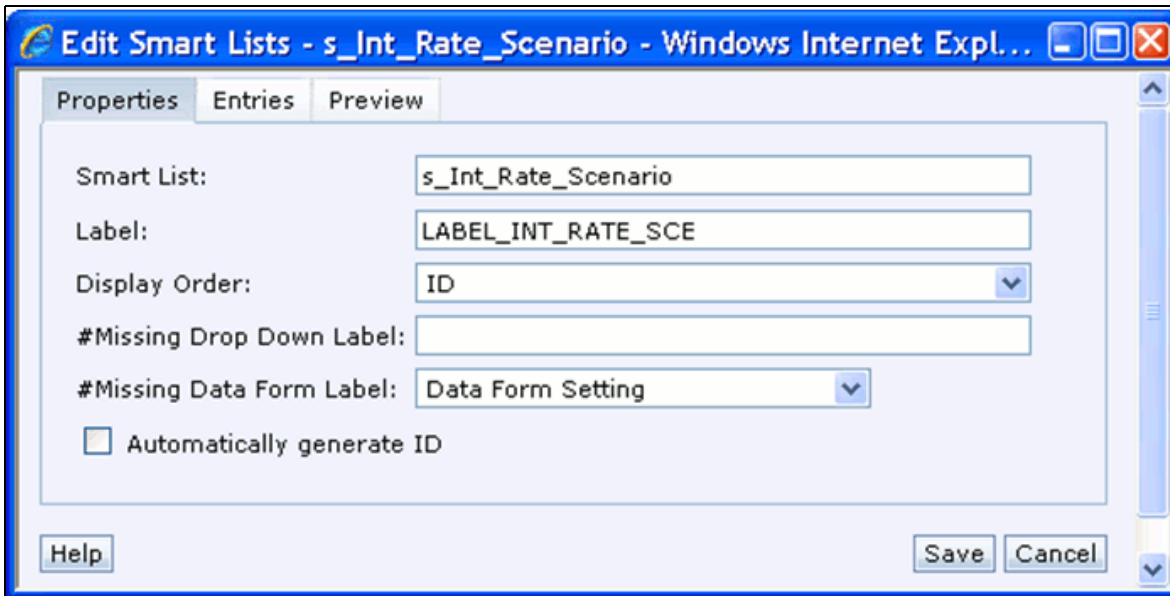 Edit Smart Lists - s_Int_Rate_Scenario - Windows Internet Expl...
Properties Entries Preview
Smart List: s_Int_Rate_Scenario
Label: LABEL_INT_RATE_SCE
Display Order: ID
#Missing Drop Down Label:
#Missing Data Form Label: Data Form Setting
Automatically generate ID
Help Save Cancel